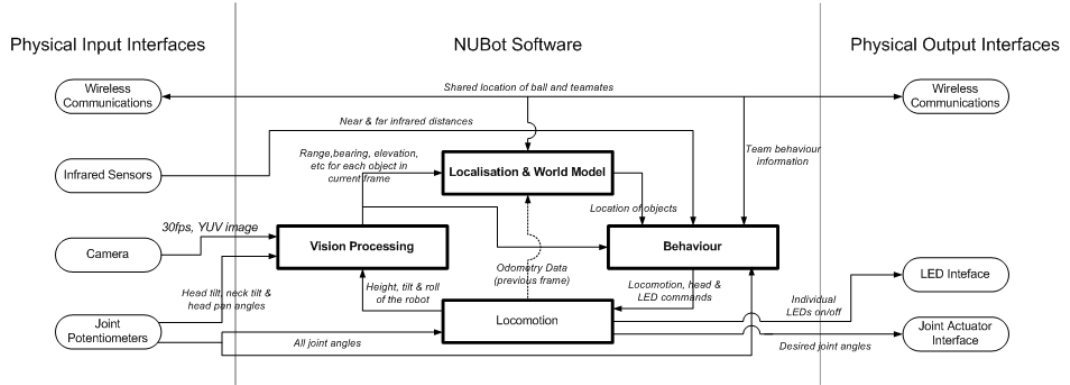 Physical Input Interfaces
NUBot Software
Physical Output Interfaces
Wireless
Communications
Shared location of ball and teamates
Wireless
Communications
Near & far infrared distances
Team behaviour
information
Infrared Sensors
Range,bearing, elevation,
etc for each object in
current frame
Localisation & World Model
Location of objects
30fps, YUV image
Camera
Vision Processing
Behaviour
Odometry Data
(previous frame)
LED Inteface
Head tilt, neck tilt &
head pan angles
Height, tilt & roll
of the robot
Locomotion, head &
LED commands
Individual
LEDs on/off
Joint
Potentiometers
Locomotion
Joint Actuator
Interface
All joint angles
Desired joint angles